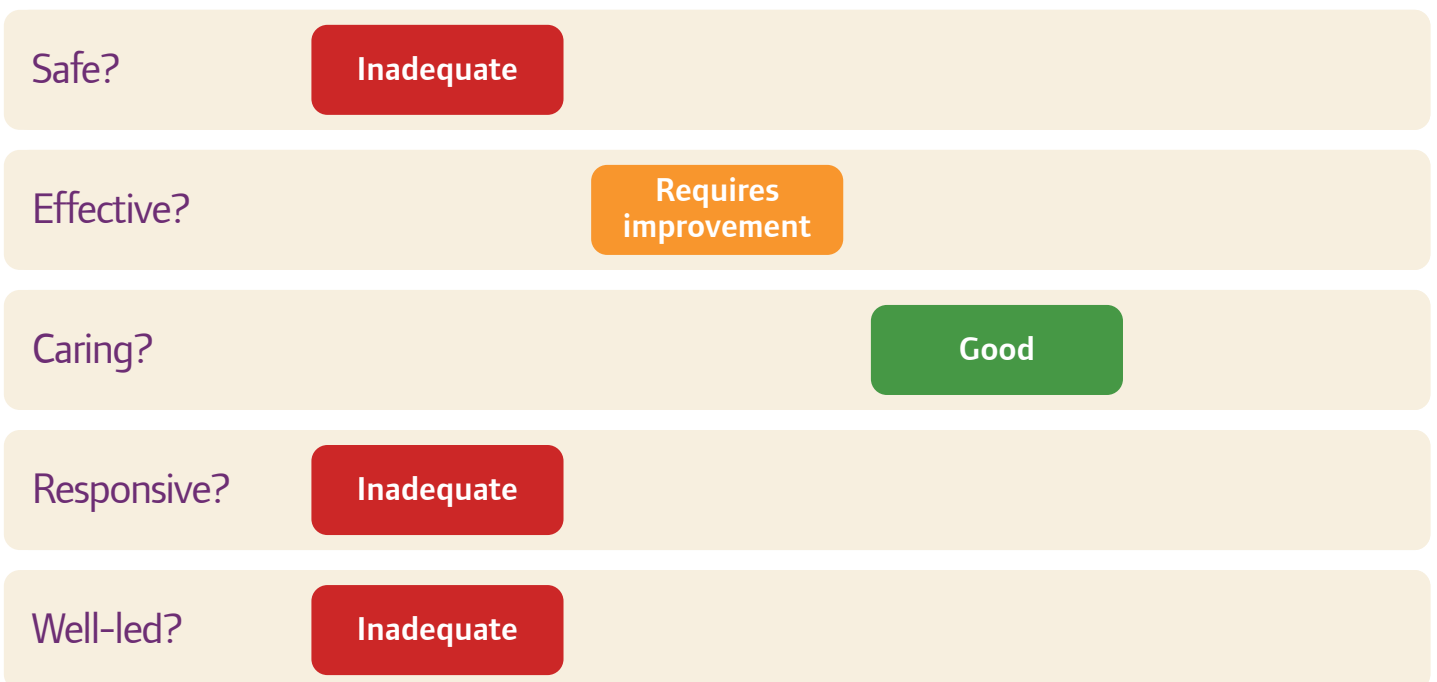 Safe? Inadequate
Effective? Requires
improvement
Caring? Good
Responsive? Inadequate
Well-led? Inadequate